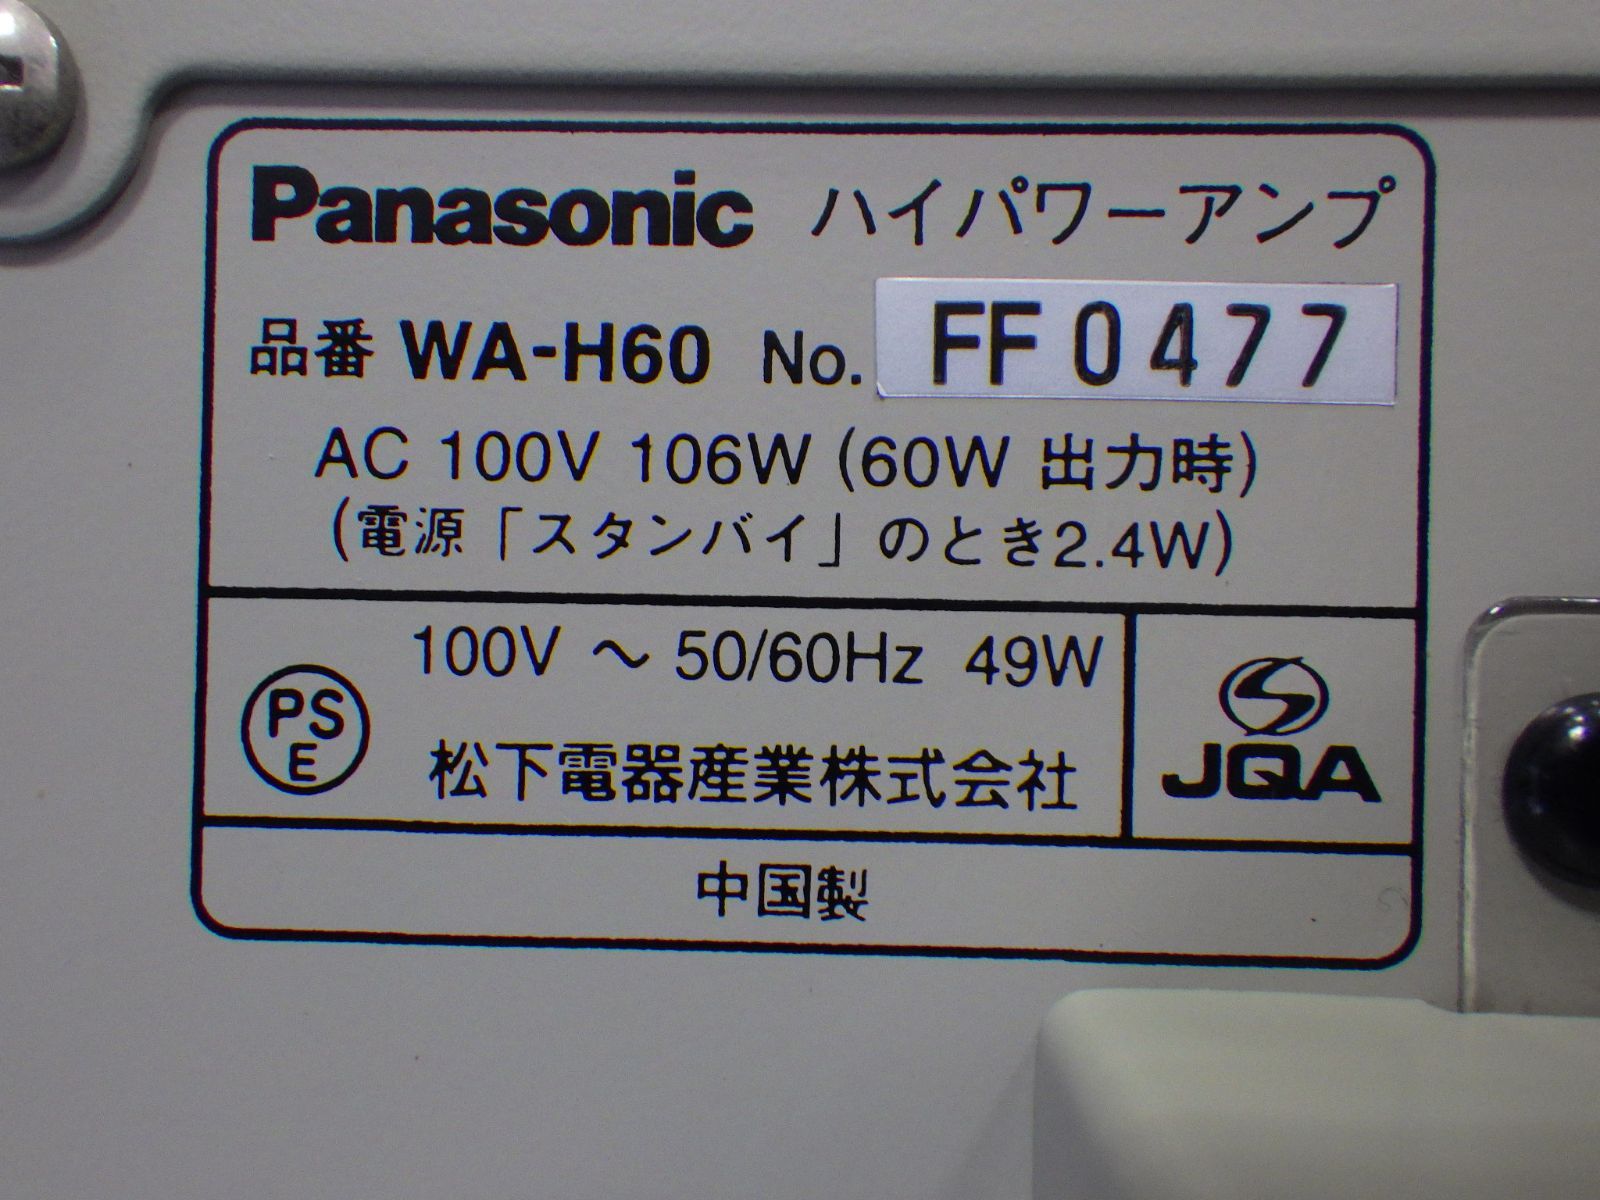 Panasonic ハイパワーアンプ
品番 WA-H60 No. FF0477
AC 100V 106W (60W 出力時)
(電源「スタンバイ」のとき2.4W)
100V ～ 50/60Hz 49W
PS
E
松下電器産業株式会社
JQA
中国製